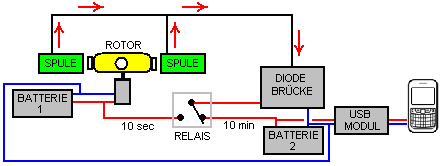 ROTOR
SPULE
SPULE
DIODE
BRÜCKE
BATTERIE
1
10 sec
RELAIS
10 min
BATTERIE
2
USB
MODUL